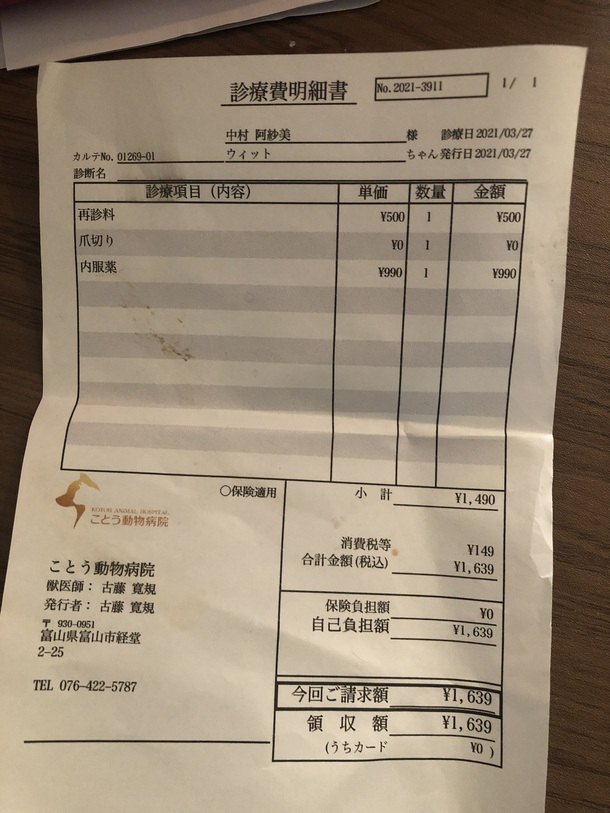 診療費明細書
No. 2021-3911
1/ 1
中村 阿紗美 様 診療日 2021/03/27
カルテNo. 01269-01 ウィット ちゃん 発行日 2021/03/27
診断名
診療項目（内容） 単価 数量 金額
再診料 ¥500 1 ¥500
爪切り ¥0 1 ¥0
内服薬 ¥990 1 ¥990
○保険適用
小 計 ¥1,490
消費税等 ¥149
合計金額(税込) ¥1,639
保険負担額 ¥0
自己負担額 ¥1,639
今回ご請求額 ¥1,639
領 収 額 ¥1,639
(うちカード ¥0 )
KOTOU ANIMAL HOSPITAL
ことう動物病院
ことう動物病院
獣医師： 古藤 寛規
発行者： 古藤 寛規
〒 930-0951
富山県富山市経堂
2-25
TEL 076-422-5787